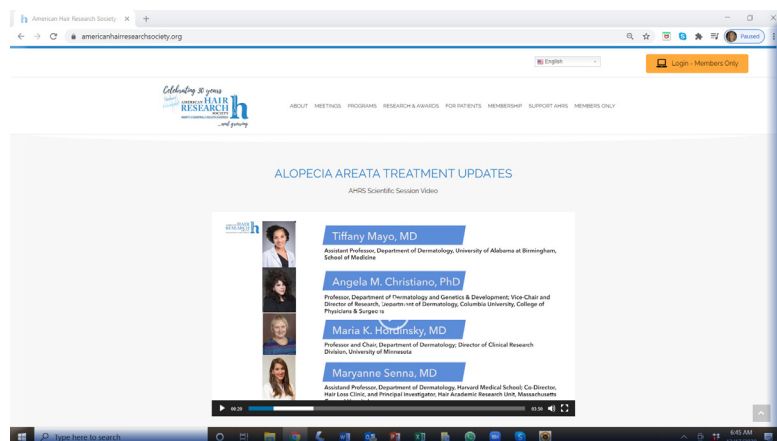 American Hair Research Society
americanhairresearchsociety.org
Paused
English
Login - Members Only
Celebrating 30 years
AMERICAN HAIR
RESEARCH
SOCIETY
...and growing
ABOUT MEETINGS PROGRAMS RESEARCH & AWARDS FOR PATIENTS MEMBERSHIP SUPPORT AHRS MEMBERS ONLY
ALOPECIA AREATA TREATMENT UPDATES
AHRS Scientific Session Video
Tiffany Mayo, MD
Assistant Professor, Department of Dermatology, University of Alabama at Birmingham,
School of Medicine
Angela M. Christiano, PhD
Professor, Department of Dermatology and Genetics & Development; Vice-Chair and
Director of Research, Department of Dermatology, Columbia University, College of
Physicians & Surgeons
Maria K. Hordinsky, MD
Professor and Chair, Department of Dermatology; Director of Clinical Research
Division, University of Minnesota
Maryanne Senna, MD
Assistand Professor, Department of Dermatology, Harvard Medical School; Co-Director,
Hair Loss Clinic, and Principal Investigator, Hair Academic Research Unit, Massachusetts
00:20 03:50
Type here to search
6:45 AM